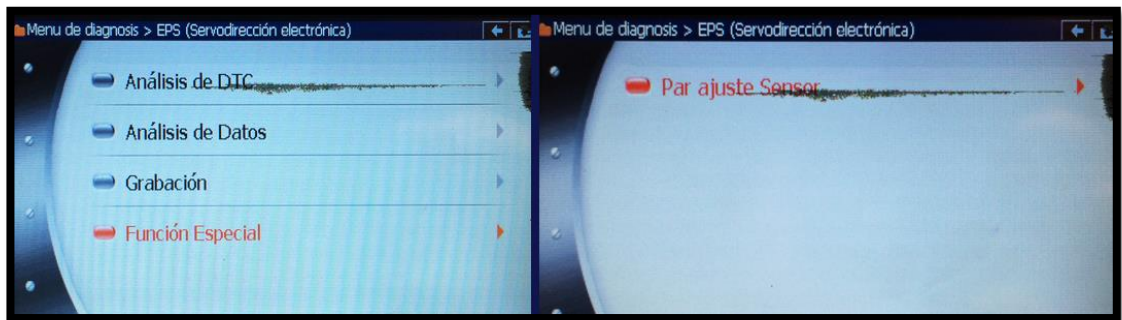 Menu de diagnosis > EPS (Servodirección electrónica)
Análisis de DTC
Análisis de Datos
Grabación
Función Especial
Menu de diagnosis > EPS (Servodirección electrónica)
Par ajuste Sensor